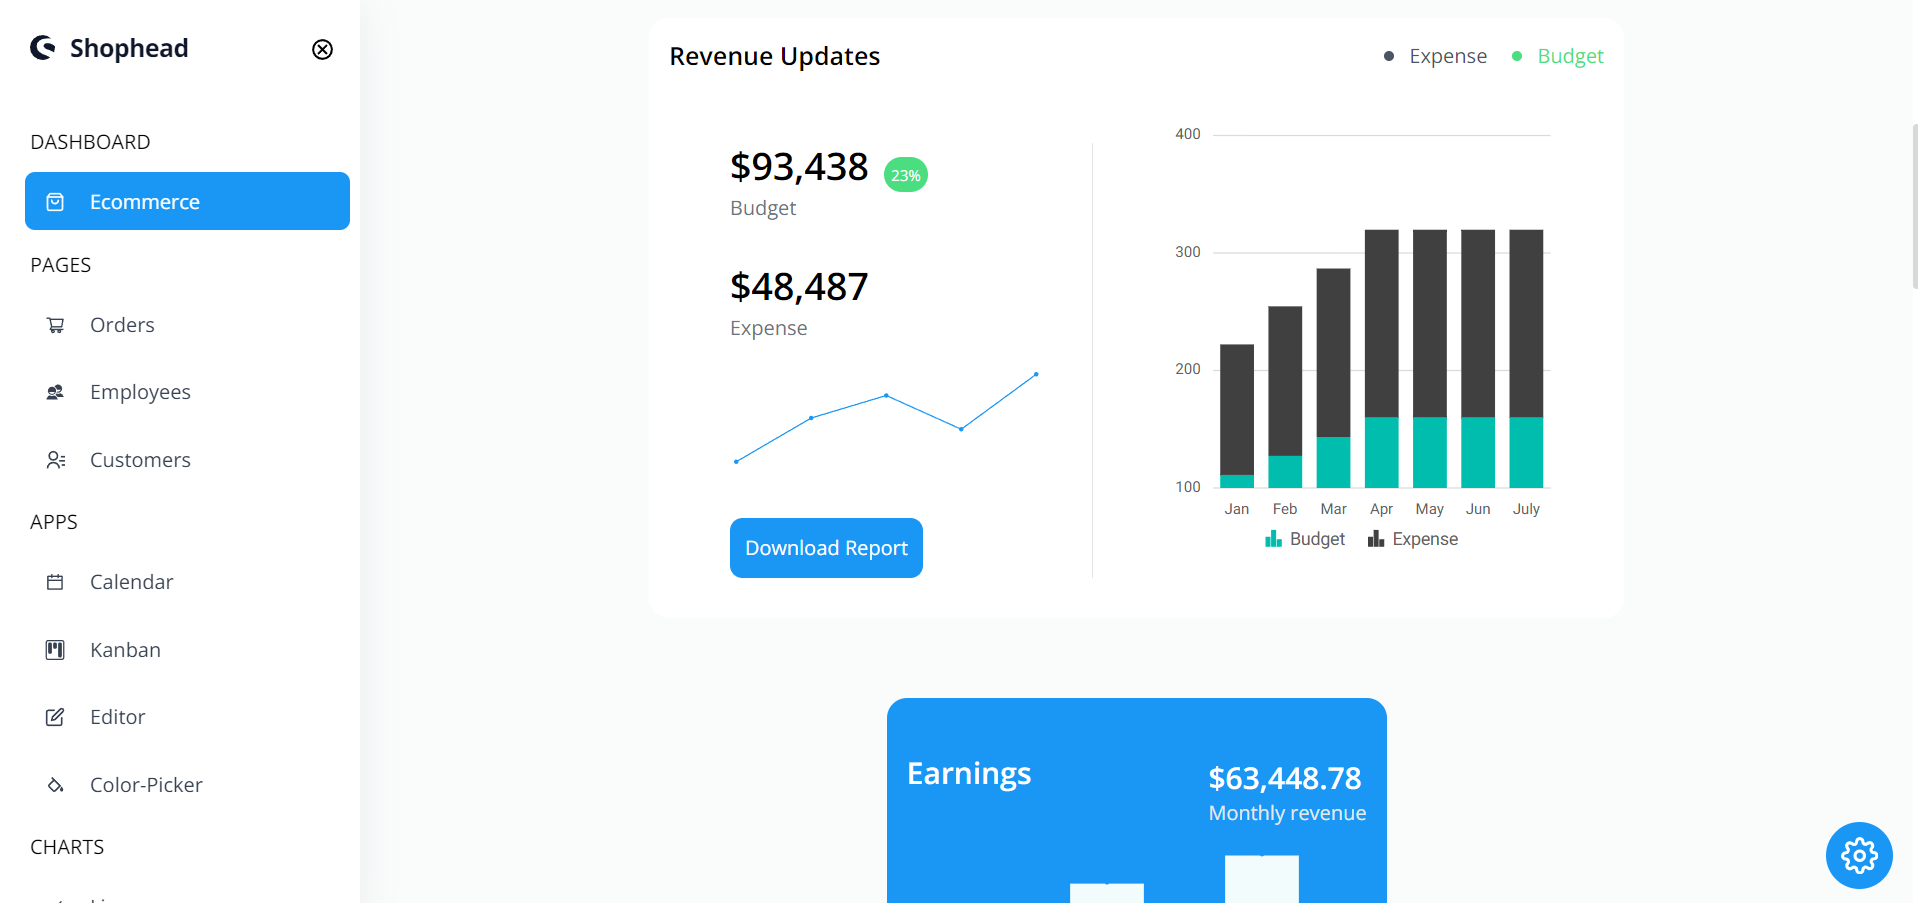 Shophead
DASHBOARD
Ecommerce
PAGES
Orders
Employees
Customers
APPS
Calendar
Kanban
Editor
Color-Picker
CHARTS
Revenue Updates
Expense
Budget
$93,438
23%
Budget
$48,487
Expense
Download Report
400
300
200
100
Jan Feb Mar Apr May Jun July
Budget Expense
Earnings
$63,448.78
Monthly revenue